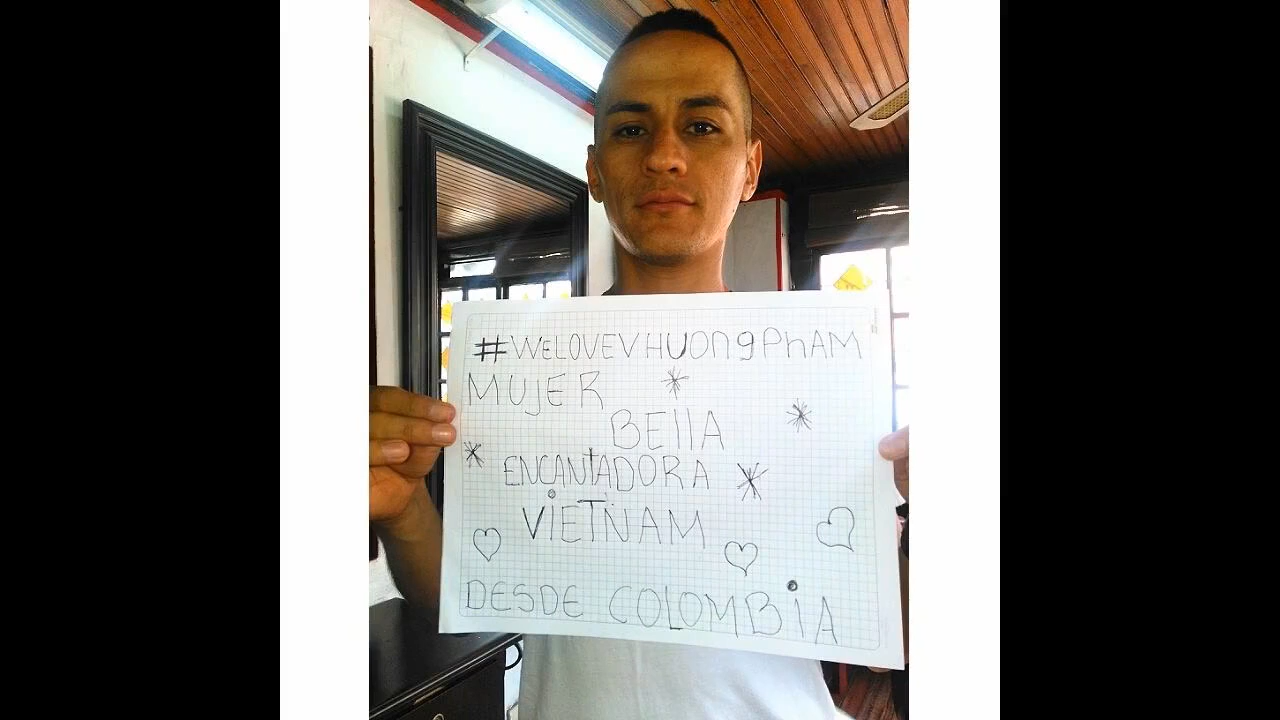 #WELOVEVHUONgPhAM
MUJER
BEllA
ENCANTADORA
ViETNAM
DESDE COLOMBiA